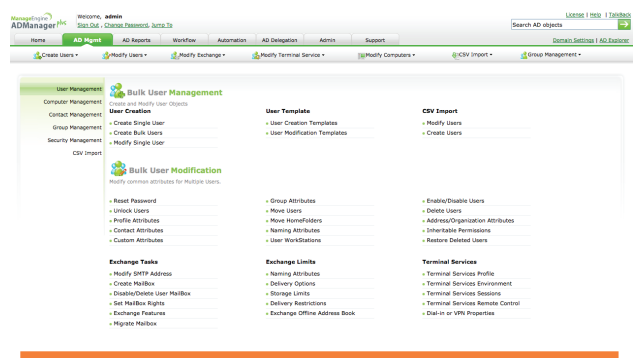 ManageEngine
ADManager Plus
Welcome, admin
Sign Out , Change Password, Jump To
License | Help | TalkBack
Search AD objects
Home AD Mgmt AD Reports Workflow Automation AD Delegation Admin Support
Domain Settings | AD Explorer
Create Users Modify Users Modify Exchange Modify Terminal Service Modify Computers CSV Import Group Management
User Management
Computer Management
Contact Management
Group Management
Security Management
CSV Import
Bulk User Management
Create and Modify User Objects
User Creation User Template CSV Import
Create Single User User Creation Templates Modify Users
Create Bulk Users User Modification Templates Create Users
Modify Single User
Bulk User Modification
Modify common attributes for Multiple Users.
Reset Password Group Attributes Enable/Disable Users
Unlock Users Move Users Delete Users
Profile Attributes Move HomeFolders Address/Organization Attributes
Contact Attributes Naming Attributes Inheritable Permissions
Custom Attributes User WorkStations Restore Deleted Users
Exchange Tasks Exchange Limits Terminal Services
Modify SMTP Address Naming Attributes Terminal Services Profile
Create MailBox Delivery Options Terminal Services Environment
Disable/Delete User MailBox Storage Limits Terminal Services Sessions
Set MailBox Rights Delivery Restrictions Terminal Services Remote Control
Exchange Features Exchange Offline Address Book Dial-in or VPN Properties
Migrate Mailbox